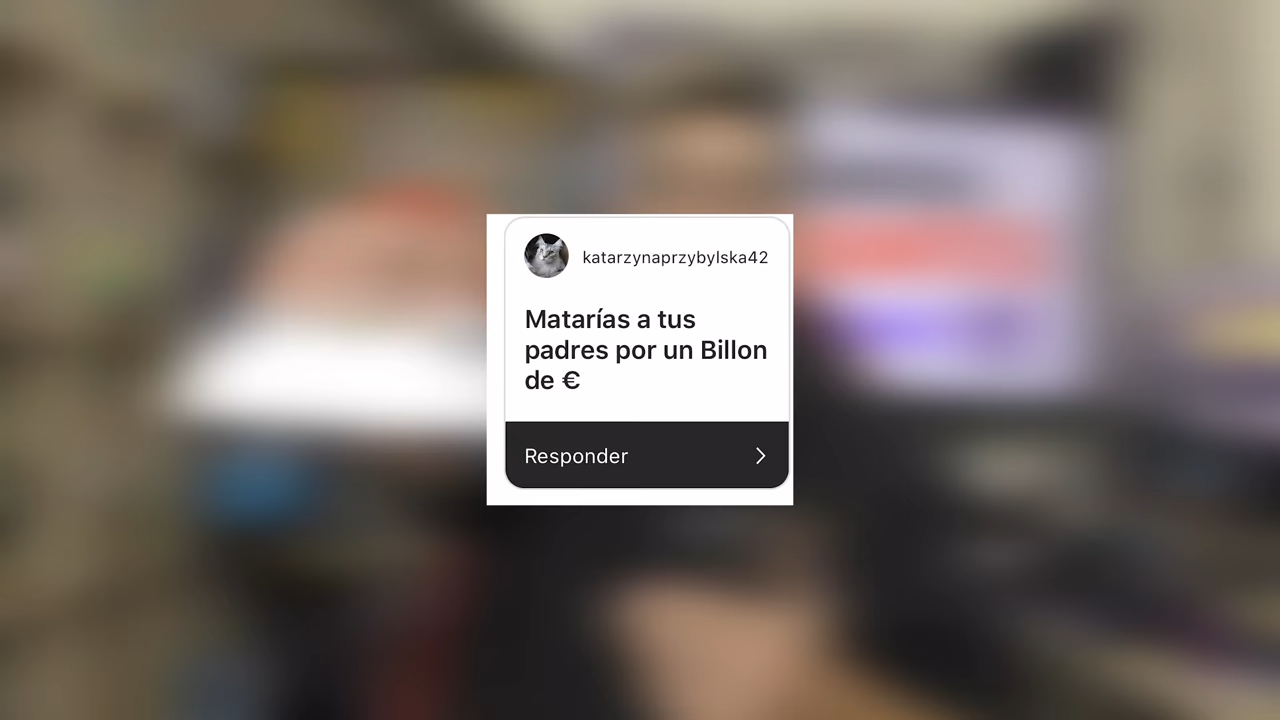 katarzynaprzybylska42
Matarías a tus
padres por un Billon
de €
Responder